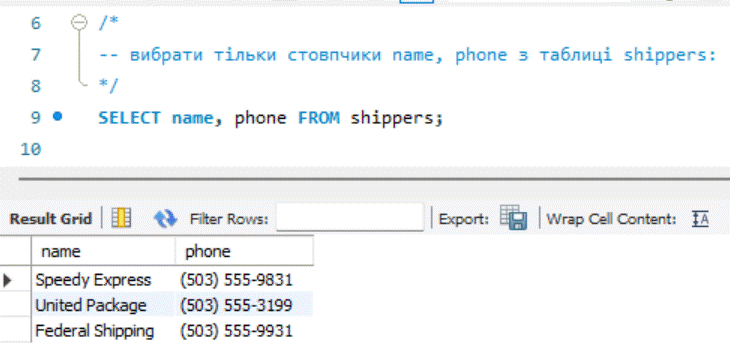 6 /*
7 -- вибрати тільки стовпчики name, phone з таблиці shippers:
8 */
9 SELECT name, phone FROM shippers;
10
Result Grid Filter Rows: Export: Wrap Cell Content:
name phone
Speedy Express (503) 555-9831
United Package (503) 555-3199
Federal Shipping (503) 555-9931